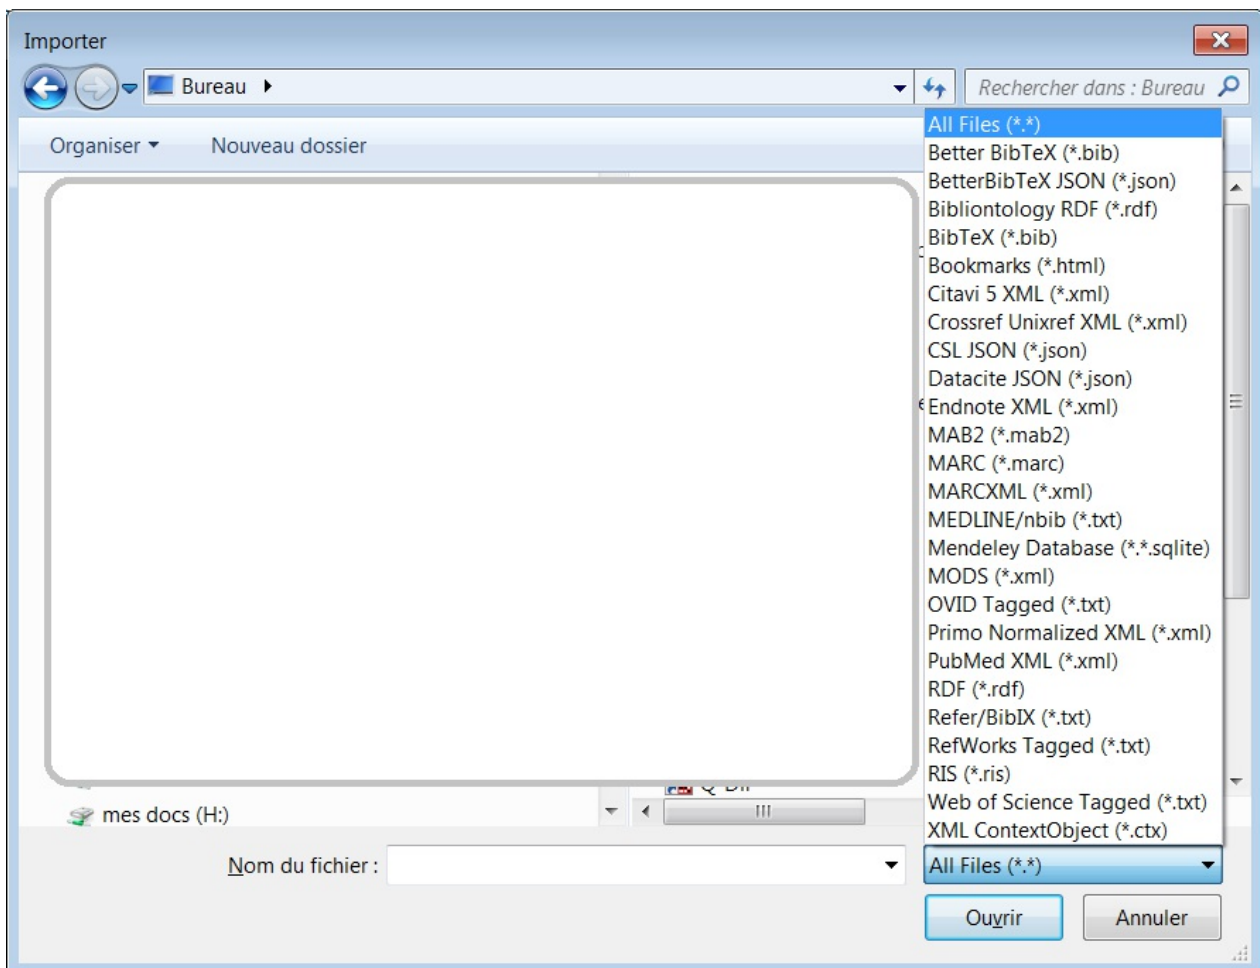 Importer
Bureau
Rechercher dans : Bureau
Organiser
Nouveau dossier
All Files (*.*)
Better BibTeX (*.bib)
BetterBibTeX JSON (*.json)
Bibliontology RDF (*.rdf)
BibTeX (*.bib)
Bookmarks (*.html)
Citavi 5 XML (*.xml)
Crossref Unixref XML (*.xml)
CSL JSON (*.json)
Datacite JSON (*.json)
Endnote XML (*.xml)
MAB2 (*.mab2)
MARC (*.marc)
MARCXML (*.xml)
MEDLINE/nbib (*.txt)
Mendeley Database (*.*.sqlite)
MODS (*.xml)
OVID Tagged (*.txt)
Primo Normalized XML (*.xml)
PubMed XML (*.xml)
RDF (*.rdf)
Refer/BibIX (*.txt)
RefWorks Tagged (*.txt)
RIS (*.ris)
Web of Science Tagged (*.txt)
XML ContextObject (*.ctx)
mes docs (H:)
Nom du fichier :
All Files (*.*)
Ouvrir
Annuler